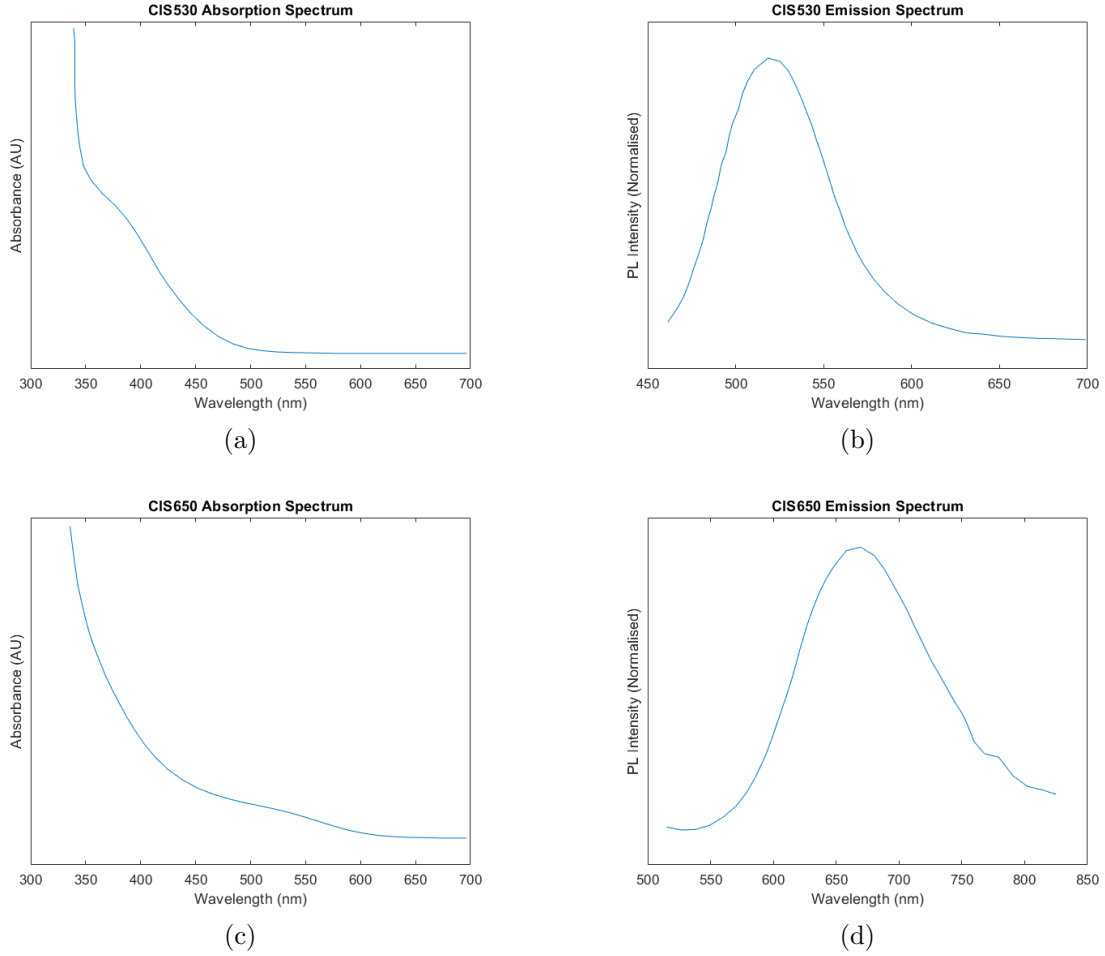 CIS530 Absorption Spectrum
Absorbance (AU)
300 350 400 450 500 550 600 650 700
Wavelength (nm)
(a)
CIS530 Emission Spectrum
PL Intensity (Normalised)
450 500 550 600 650 700
Wavelength (nm)
(b)
CIS650 Absorption Spectrum
Absorbance (AU)
300 350 400 450 500 550 600 650 700
Wavelength (nm)
(c)
CIS650 Emission Spectrum
PL Intensity (Normalised)
500 550 600 650 700 750 800 850
Wavelength (nm)
(d)